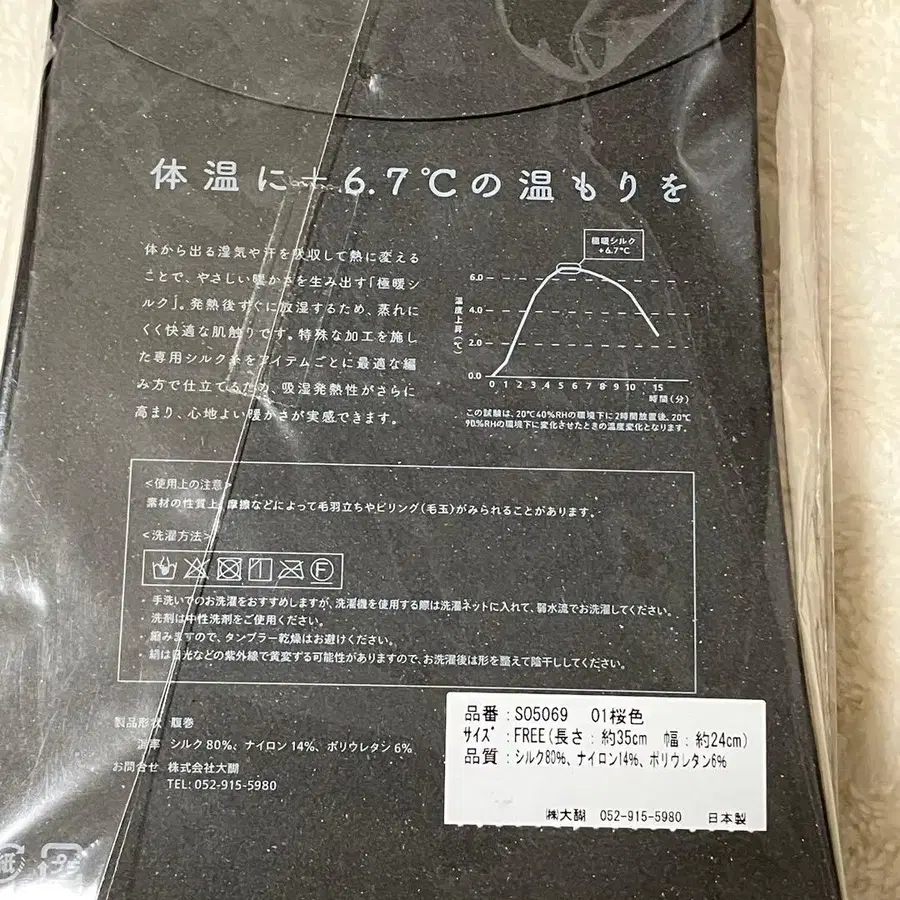 体温に+6.7℃の温もりを
体から出る湿気や汗を吸収して熱に変える
ことで、やさしい暖かさを生み出す「極暖シ
ルク」。発熱後すぐに放湿するため、蒸れに
くく快適な肌触りです。特殊な加工を施し
た専用シルク糸をアイテムごとに最適な編
み方で仕立てるため、吸湿発熱性がさらに
高まり、心地よい暖かさが実感できます。
極暖シルク
+6.7℃
温度上昇(℃)
6.0
4.0
2.0
0.0
0 1 2 3 4 5 6 7 8 9 10 15
時間(分)
この試験は、20℃40%RHの環境下に2時間放置後、20℃
90%RHの環境下に変化させたときの温度変化となります。
<使用上の注意>
素材の性質上、摩擦などによって毛羽立ちやピリング(毛玉)がみられることがあります。
<洗濯方法>
F
・手洗いでのお洗濯をおすすめしますが、洗濯機を使用する際は洗濯ネットに入れて、弱水流でお洗濯してください。
・洗剤は中性洗剤をご使用ください。
・縮みますので、タンブラー乾燥はお避けください。
・絹は日光などの紫外線で黄変する可能性がありますので、お洗濯後は形を整えて陰干ししてください。
製品形状 腹巻
混率 シルク80%、ナイロン14%、ポリウレタン6%
お問合せ 株式会社大醐
TEL: 052-915-5980
品番:SO5069 01桜色
サイズ:FREE(長さ:約35cm 幅:約24cm)
品質:シルク80%、ナイロン14%、ポリウレタン6%
㈱大醐 052-915-5980 日本製
紙